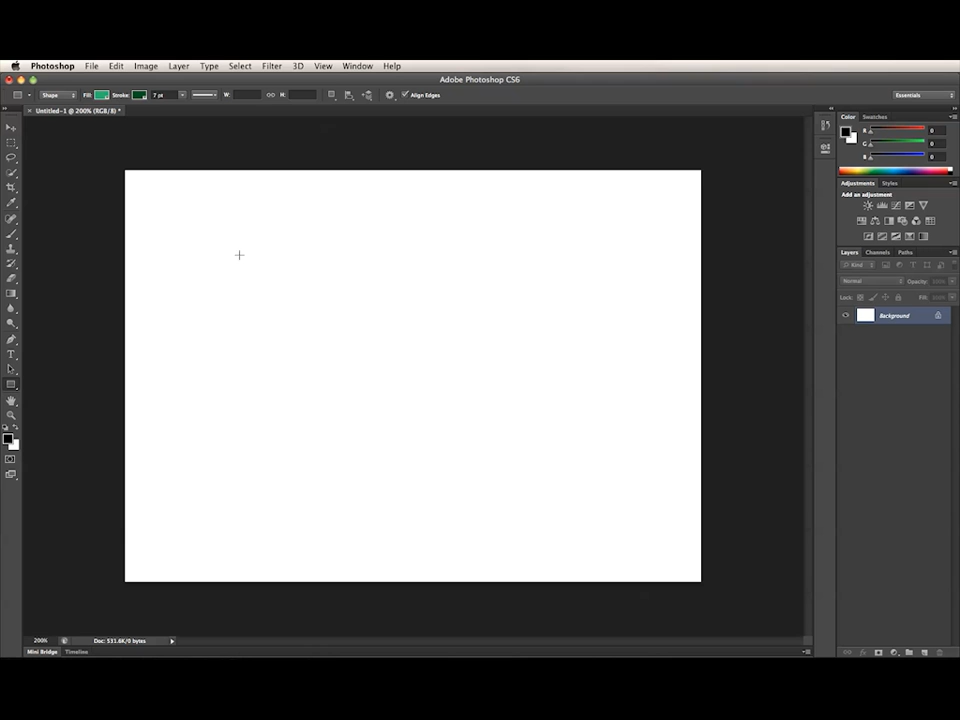 Photoshop File Edit Image Layer Type Select Filter 3D View Window Help
Adobe Photoshop CS6
Shape Fill: Stroke: 7 pt W: H: Align Edges Essentials
× Untitled-1 @ 200% (RGB/8) *
Color Swatches
R 0
G 0
B 0
Adjustments Styles
Add an adjustment
Layers Channels Paths
Kind
Normal Opacity:
Lock: Fill:
Background
200% Doc: 531.6K/0 bytes
Mini Bridge Timeline